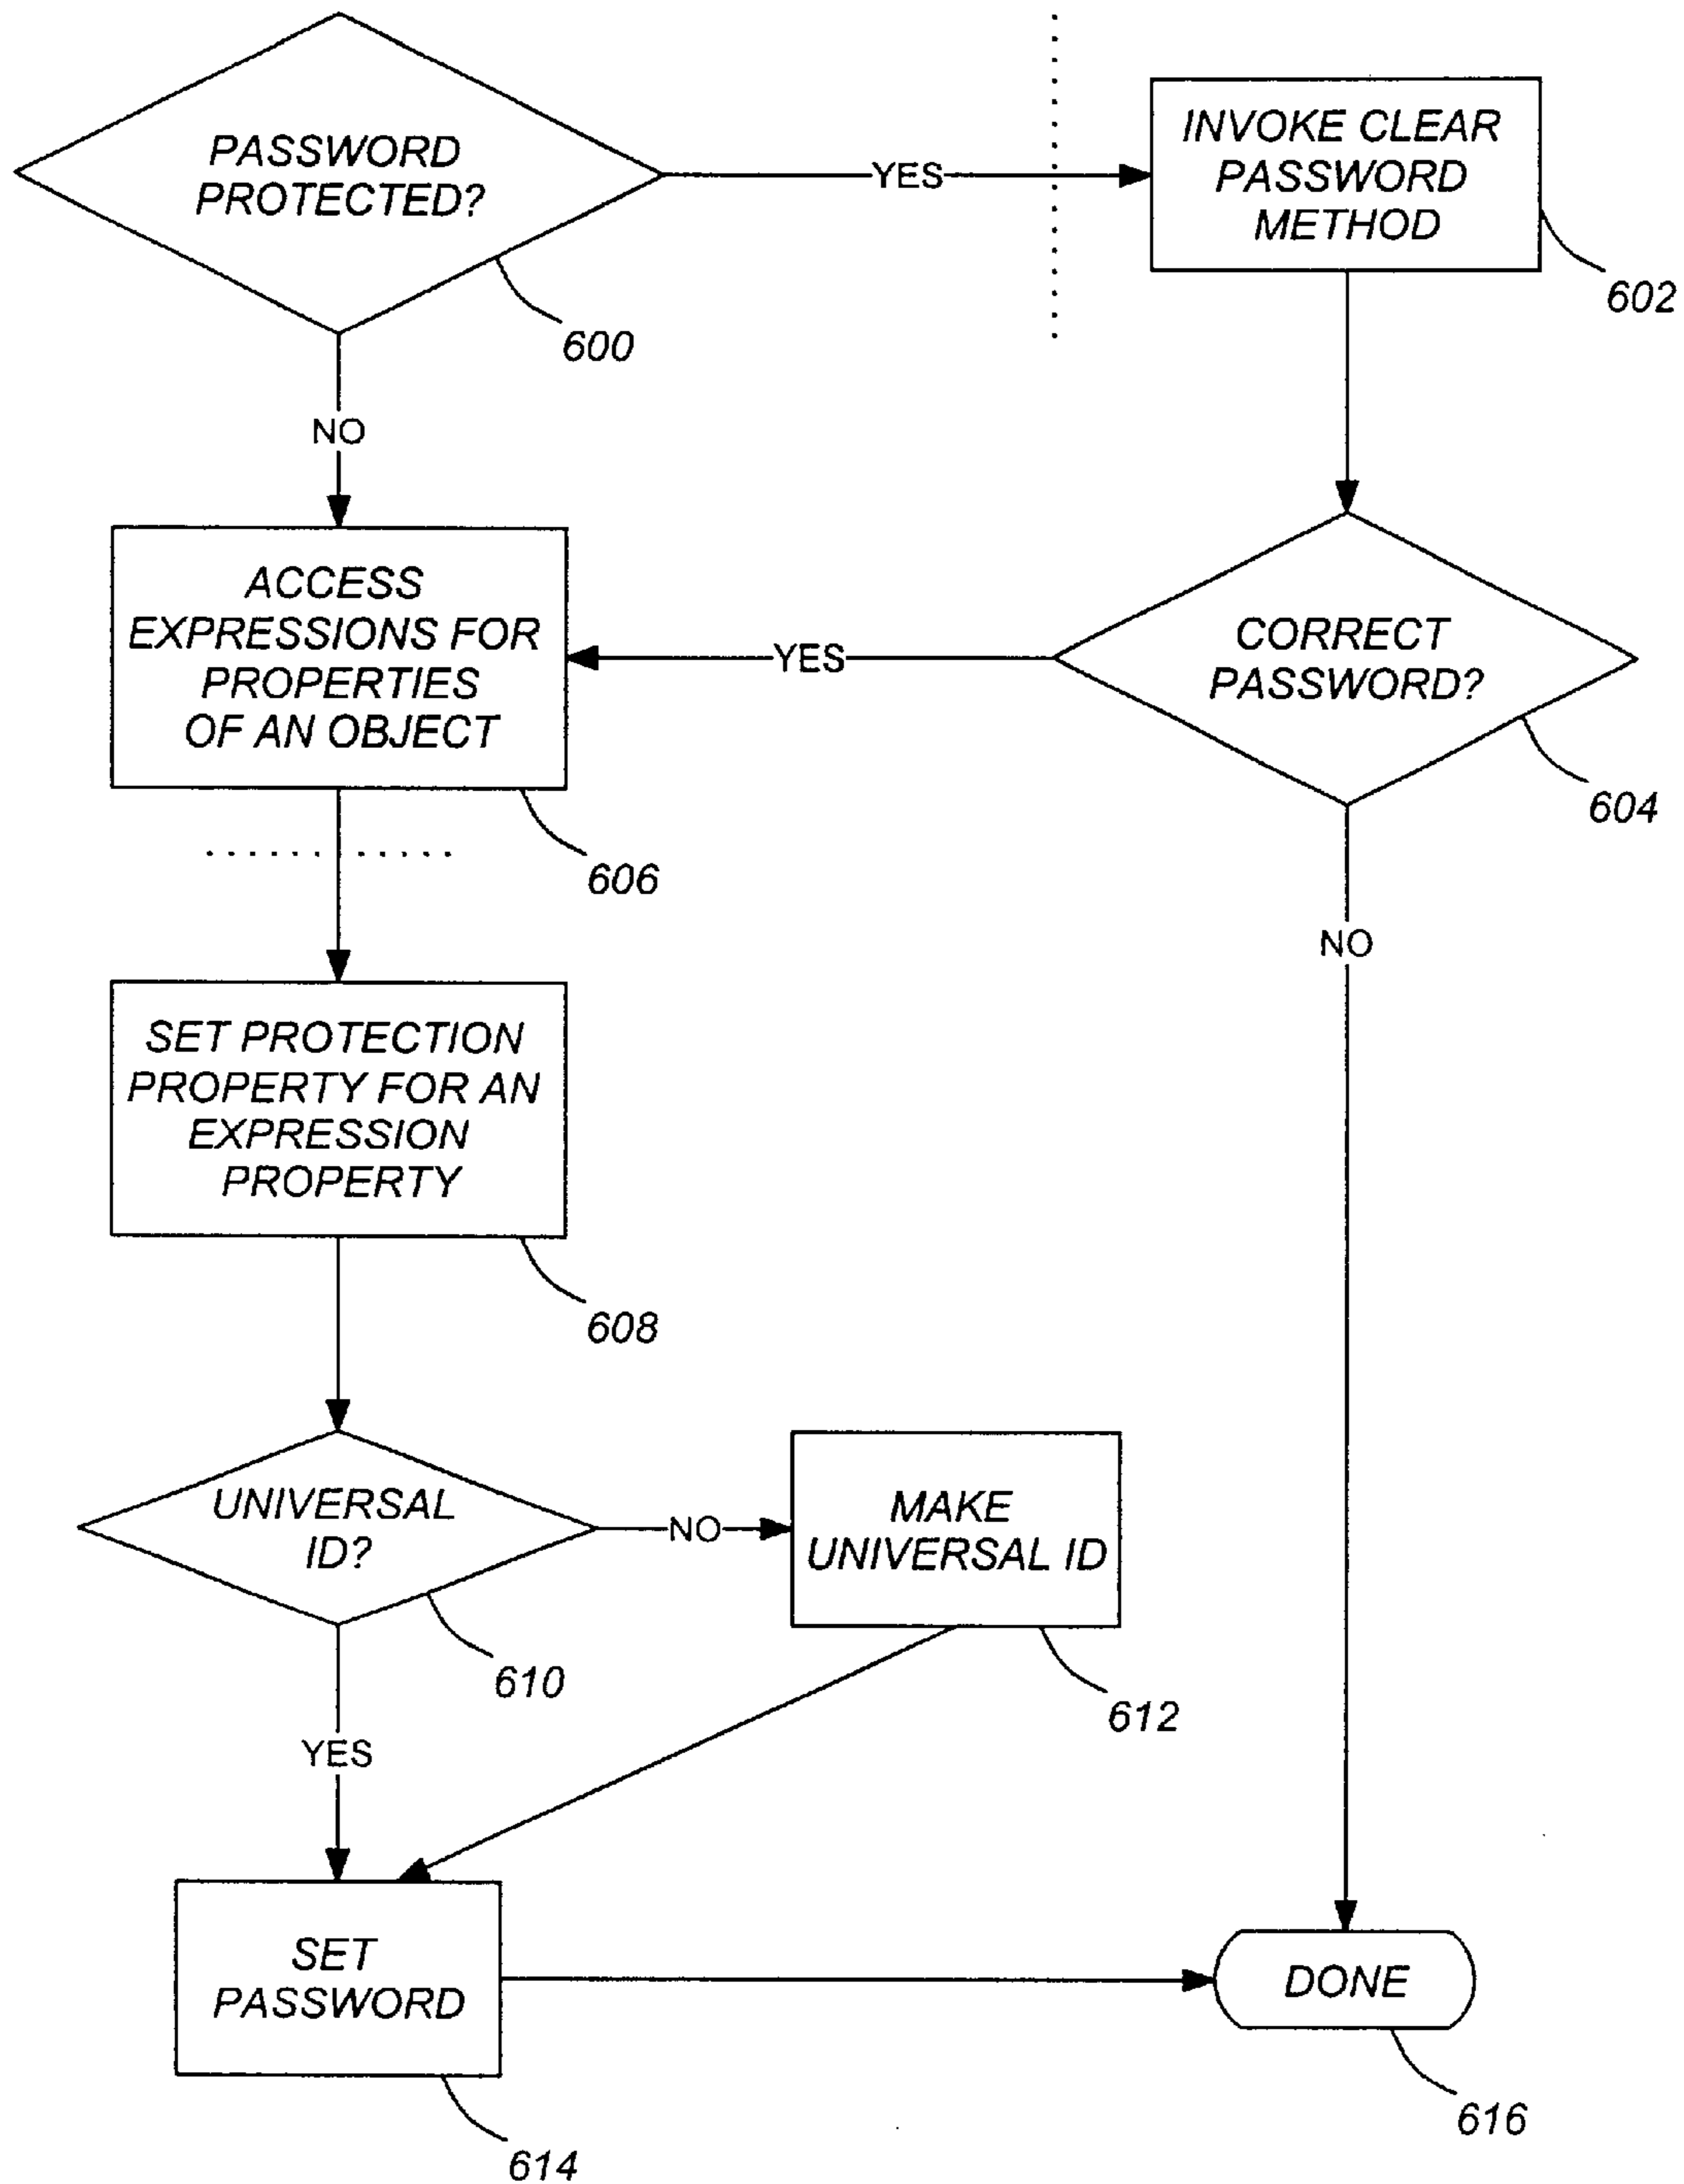 PASSWORD
PROTECTED?
600
YES
INVOKE CLEAR
PASSWORD
METHOD
602
NO
ACCESS
EXPRESSIONS FOR
PROPERTIES
OF AN OBJECT
606
YES
CORRECT
PASSWORD?
604
NO
SET PROTECTION
PROPERTY FOR AN
EXPRESSION
PROPERTY
608
UNIVERSAL
ID?
610
NO
MAKE
UNIVERSAL ID
612
YES
SET
PASSWORD
614
DONE
616